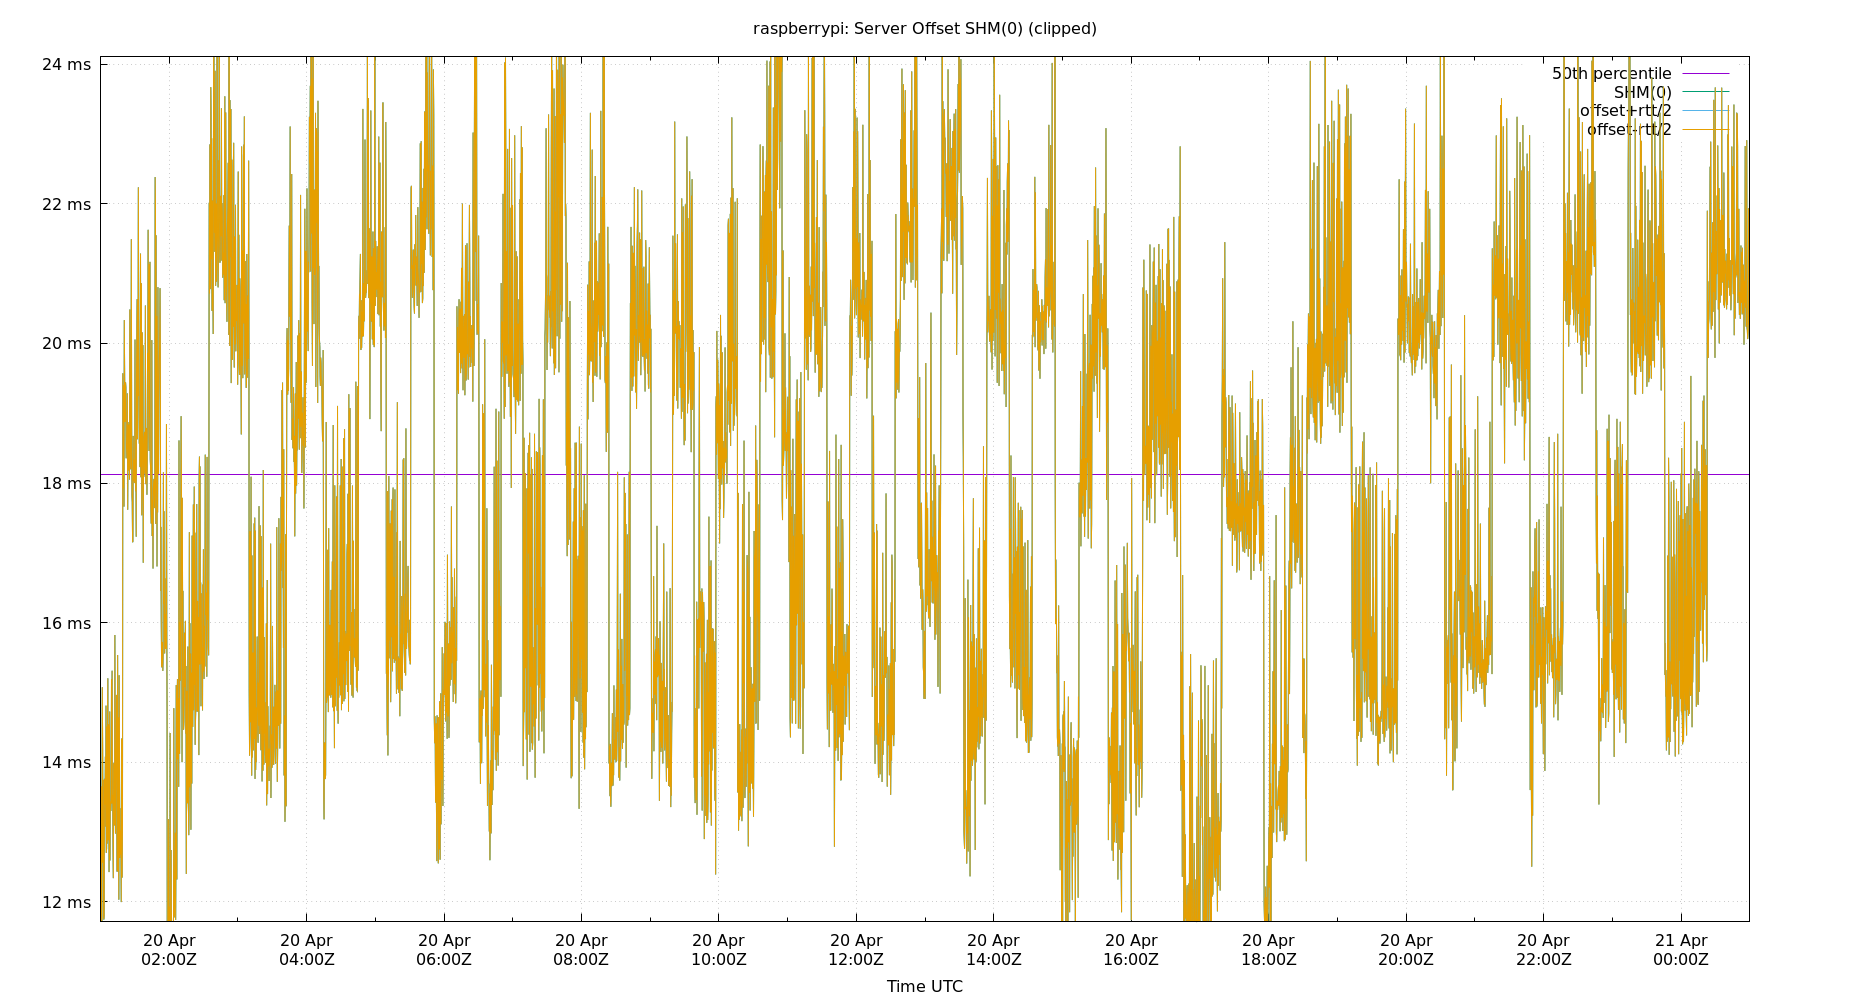 raspberrypi: Server Offset SHM(0) (clipped)
24 ms
22 ms
20 ms
18 ms
16 ms
14 ms
12 ms
50th percentile
SHM(0)
offset+rtt/2
offset-rtt/2
20 Apr 20 Apr 20 Apr 20 Apr 20 Apr 20 Apr 20 Apr 20 Apr 20 Apr 20 Apr 20 Apr 21 Apr
02:00Z 04:00Z 06:00Z 08:00Z 10:00Z 12:00Z 14:00Z 16:00Z 18:00Z 20:00Z 22:00Z 00:00Z
Time UTC